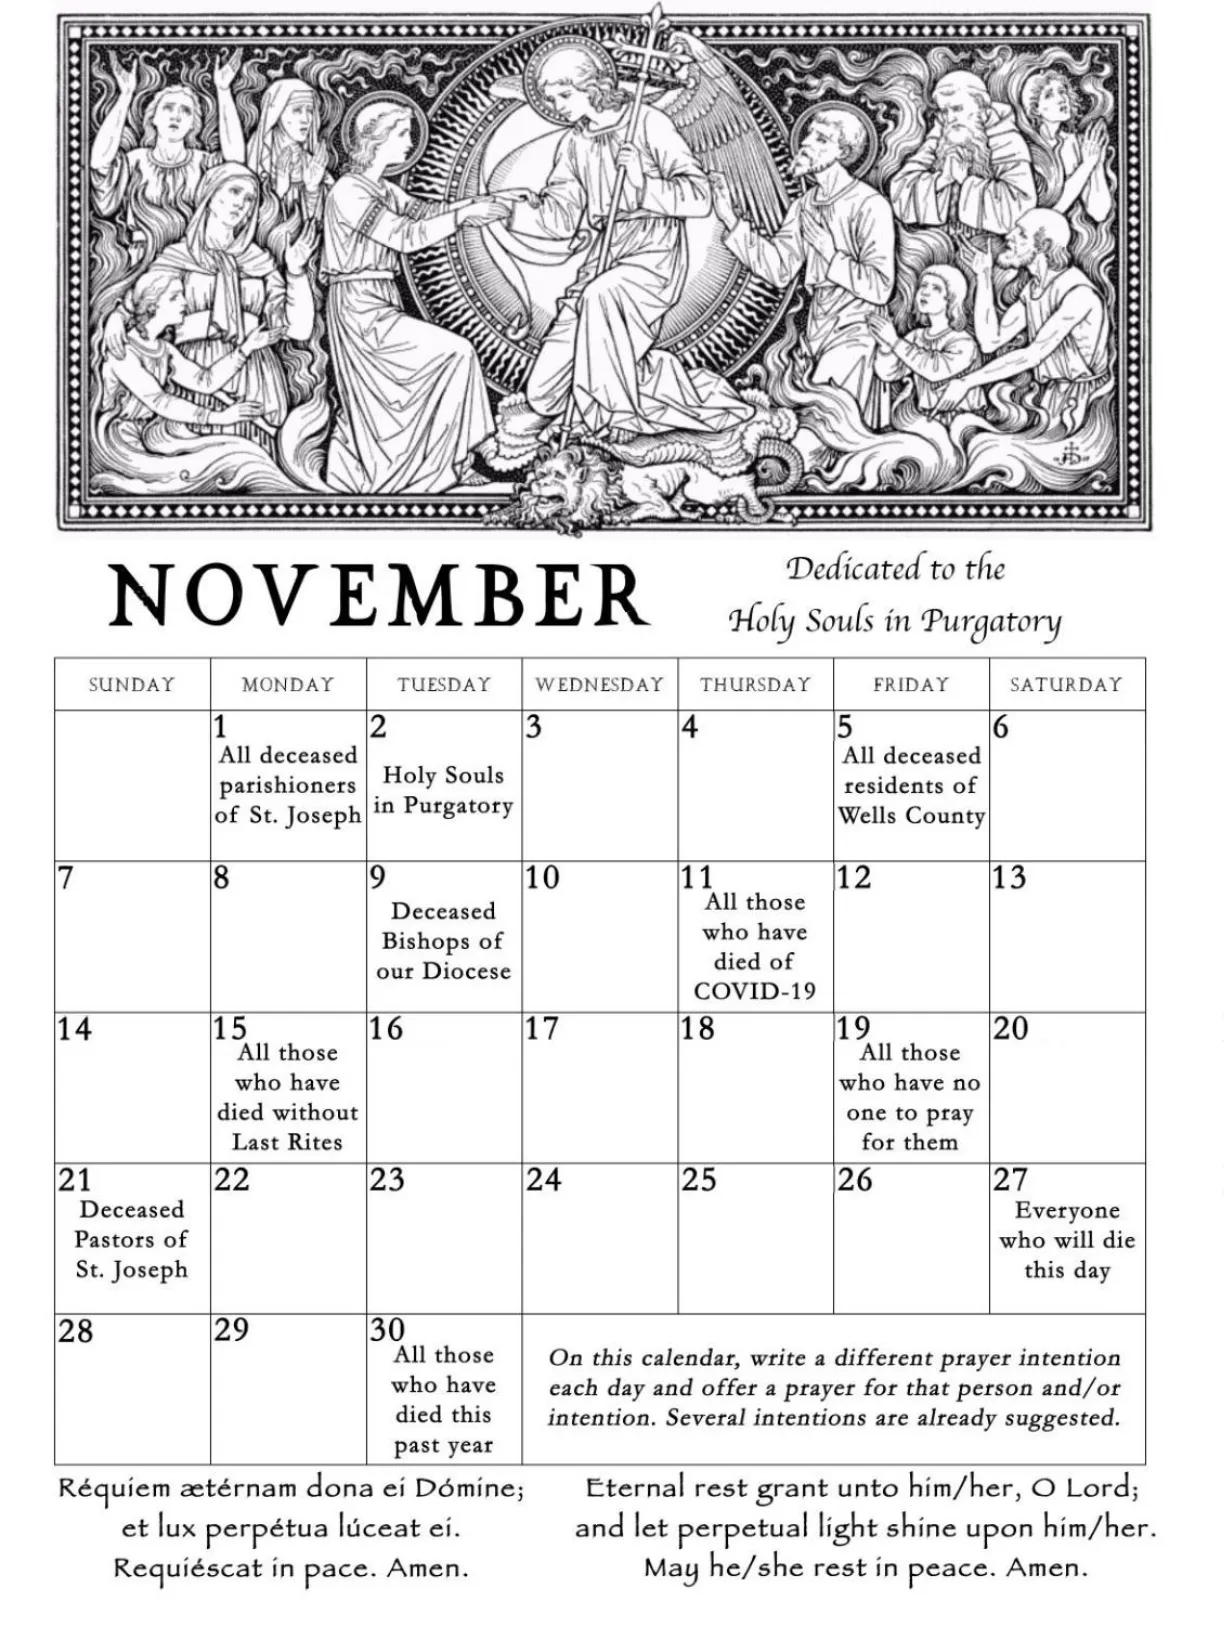 NOVEMBER
Dedicated to the
Holy Souls in Purgatory
SUNDAY MONDAY TUESDAY WEDNESDAY THURSDAY FRIDAY SATURDAY
1
All deceased
parishioners
of St. Joseph
2
Holy Souls
in Purgatory
3
4
5
All deceased
residents of
Wells County
6
7
8
9
Deceased
Bishops of
our Diocese
10
11
All those
who have
died of
COVID-19
12
13
14
15
All those
who have
died without
Last Rites
16
17
18
19
All those
who have no
one to pray
for them
20
21
Deceased
Pastors of
St. Joseph
22
23
24
25
26
27
Everyone
who will die
this day
28
29
30
All those
who have
died this
past year
On this calendar, write a different prayer intention
each day and offer a prayer for that person and/or
intention. Several intentions are already suggested.
Réquiem ætérnam dona ei Dómine;
et lux perpétua lúceat ei.
Requiéscat in pace. Amen.
Eternal rest grant unto him/her, O Lord;
and let perpetual light shine upon him/her.
May he/she rest in peace. Amen.